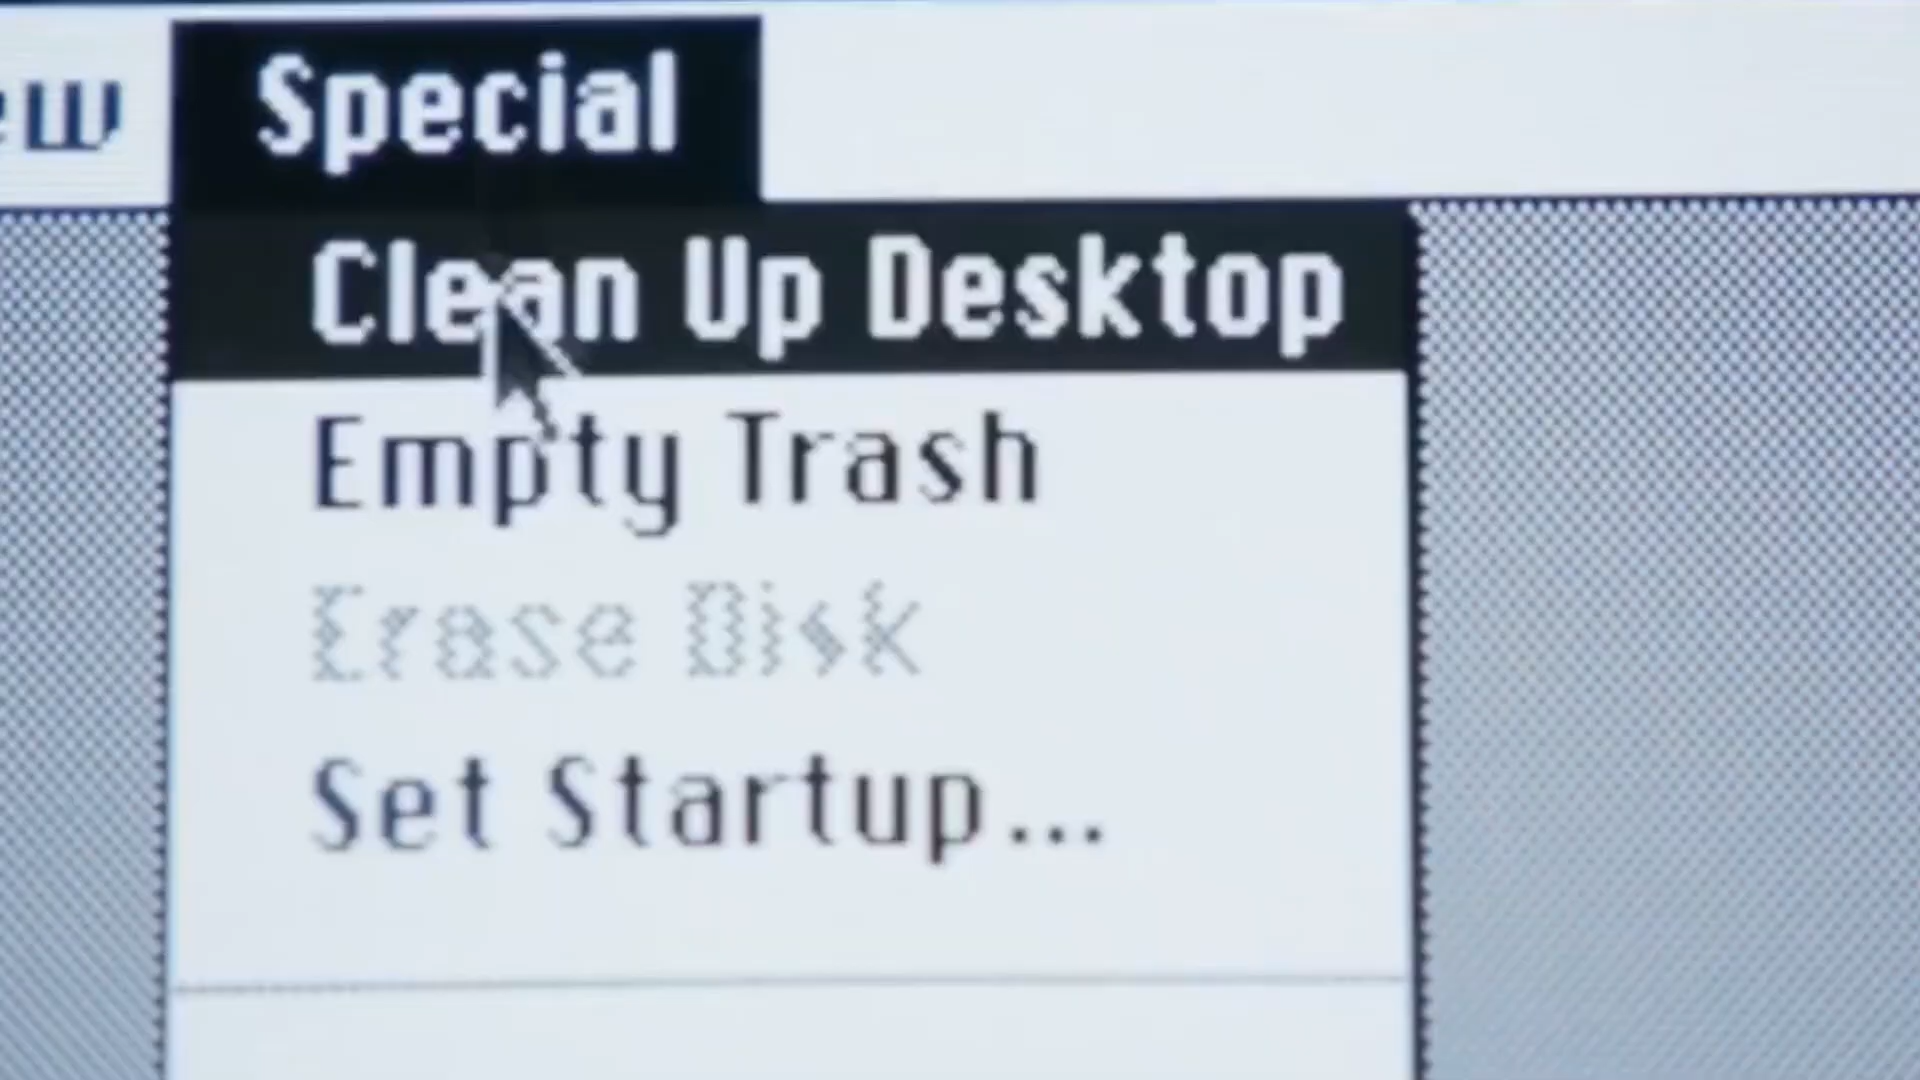 Special
Clean Up Desktop
Empty Trash
Erase Disk
Set Startup...